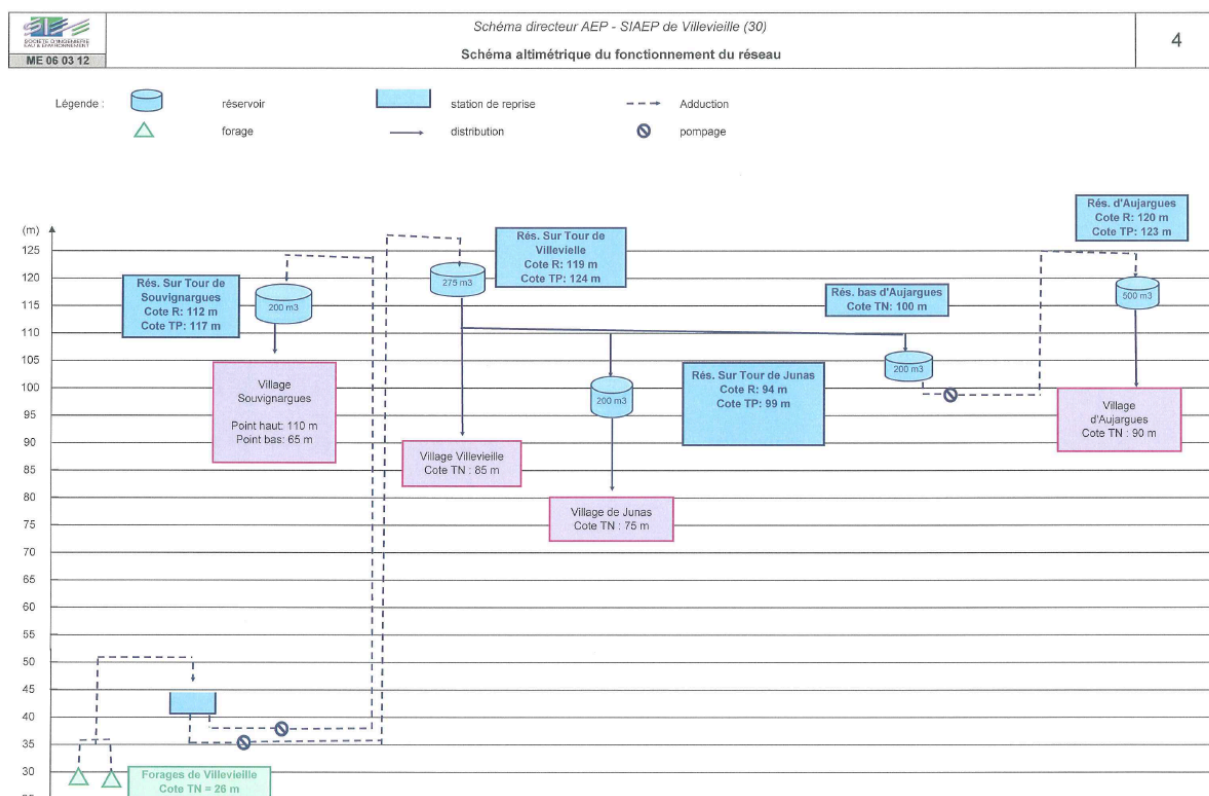 SOCIETE D'INGENIERIE
EAU & ENVIRONNEMENT
ME 06 03 12
Schéma directeur AEP - SIAEP de Villevieille (30)
Schéma altimétrique du fonctionnement du réseau
4
Légende :
réservoir
station de reprise
Adduction
forage
distribution
pompage
(m)
125
120
115
110
105
100
95
90
85
80
75
70
65
60
55
50
45
40
35
30
Rés. Sur Tour de
Souvignargues
Cote R: 112 m
Cote TP: 117 m
200 m3
Village
Souvignargues
Point haut: 110 m
Point bas: 65 m
275 m3
Rés. Sur Tour de
Villevielle
Cote R: 119 m
Cote TP: 124 m
Village Villevieille
Cote TN : 85 m
200 m3
Rés. Sur Tour de Junas
Cote R: 94 m
Cote TP: 99 m
Village de Junas
Cote TN : 75 m
Rés. bas d'Aujargues
Cote TN: 100 m
200 m3
Rés. d'Aujargues
Cote R: 120 m
Cote TP: 123 m
500 m3
Village
d'Aujargues
Cote TN : 90 m
Forages de Villevieille
Cote TN = 26 m